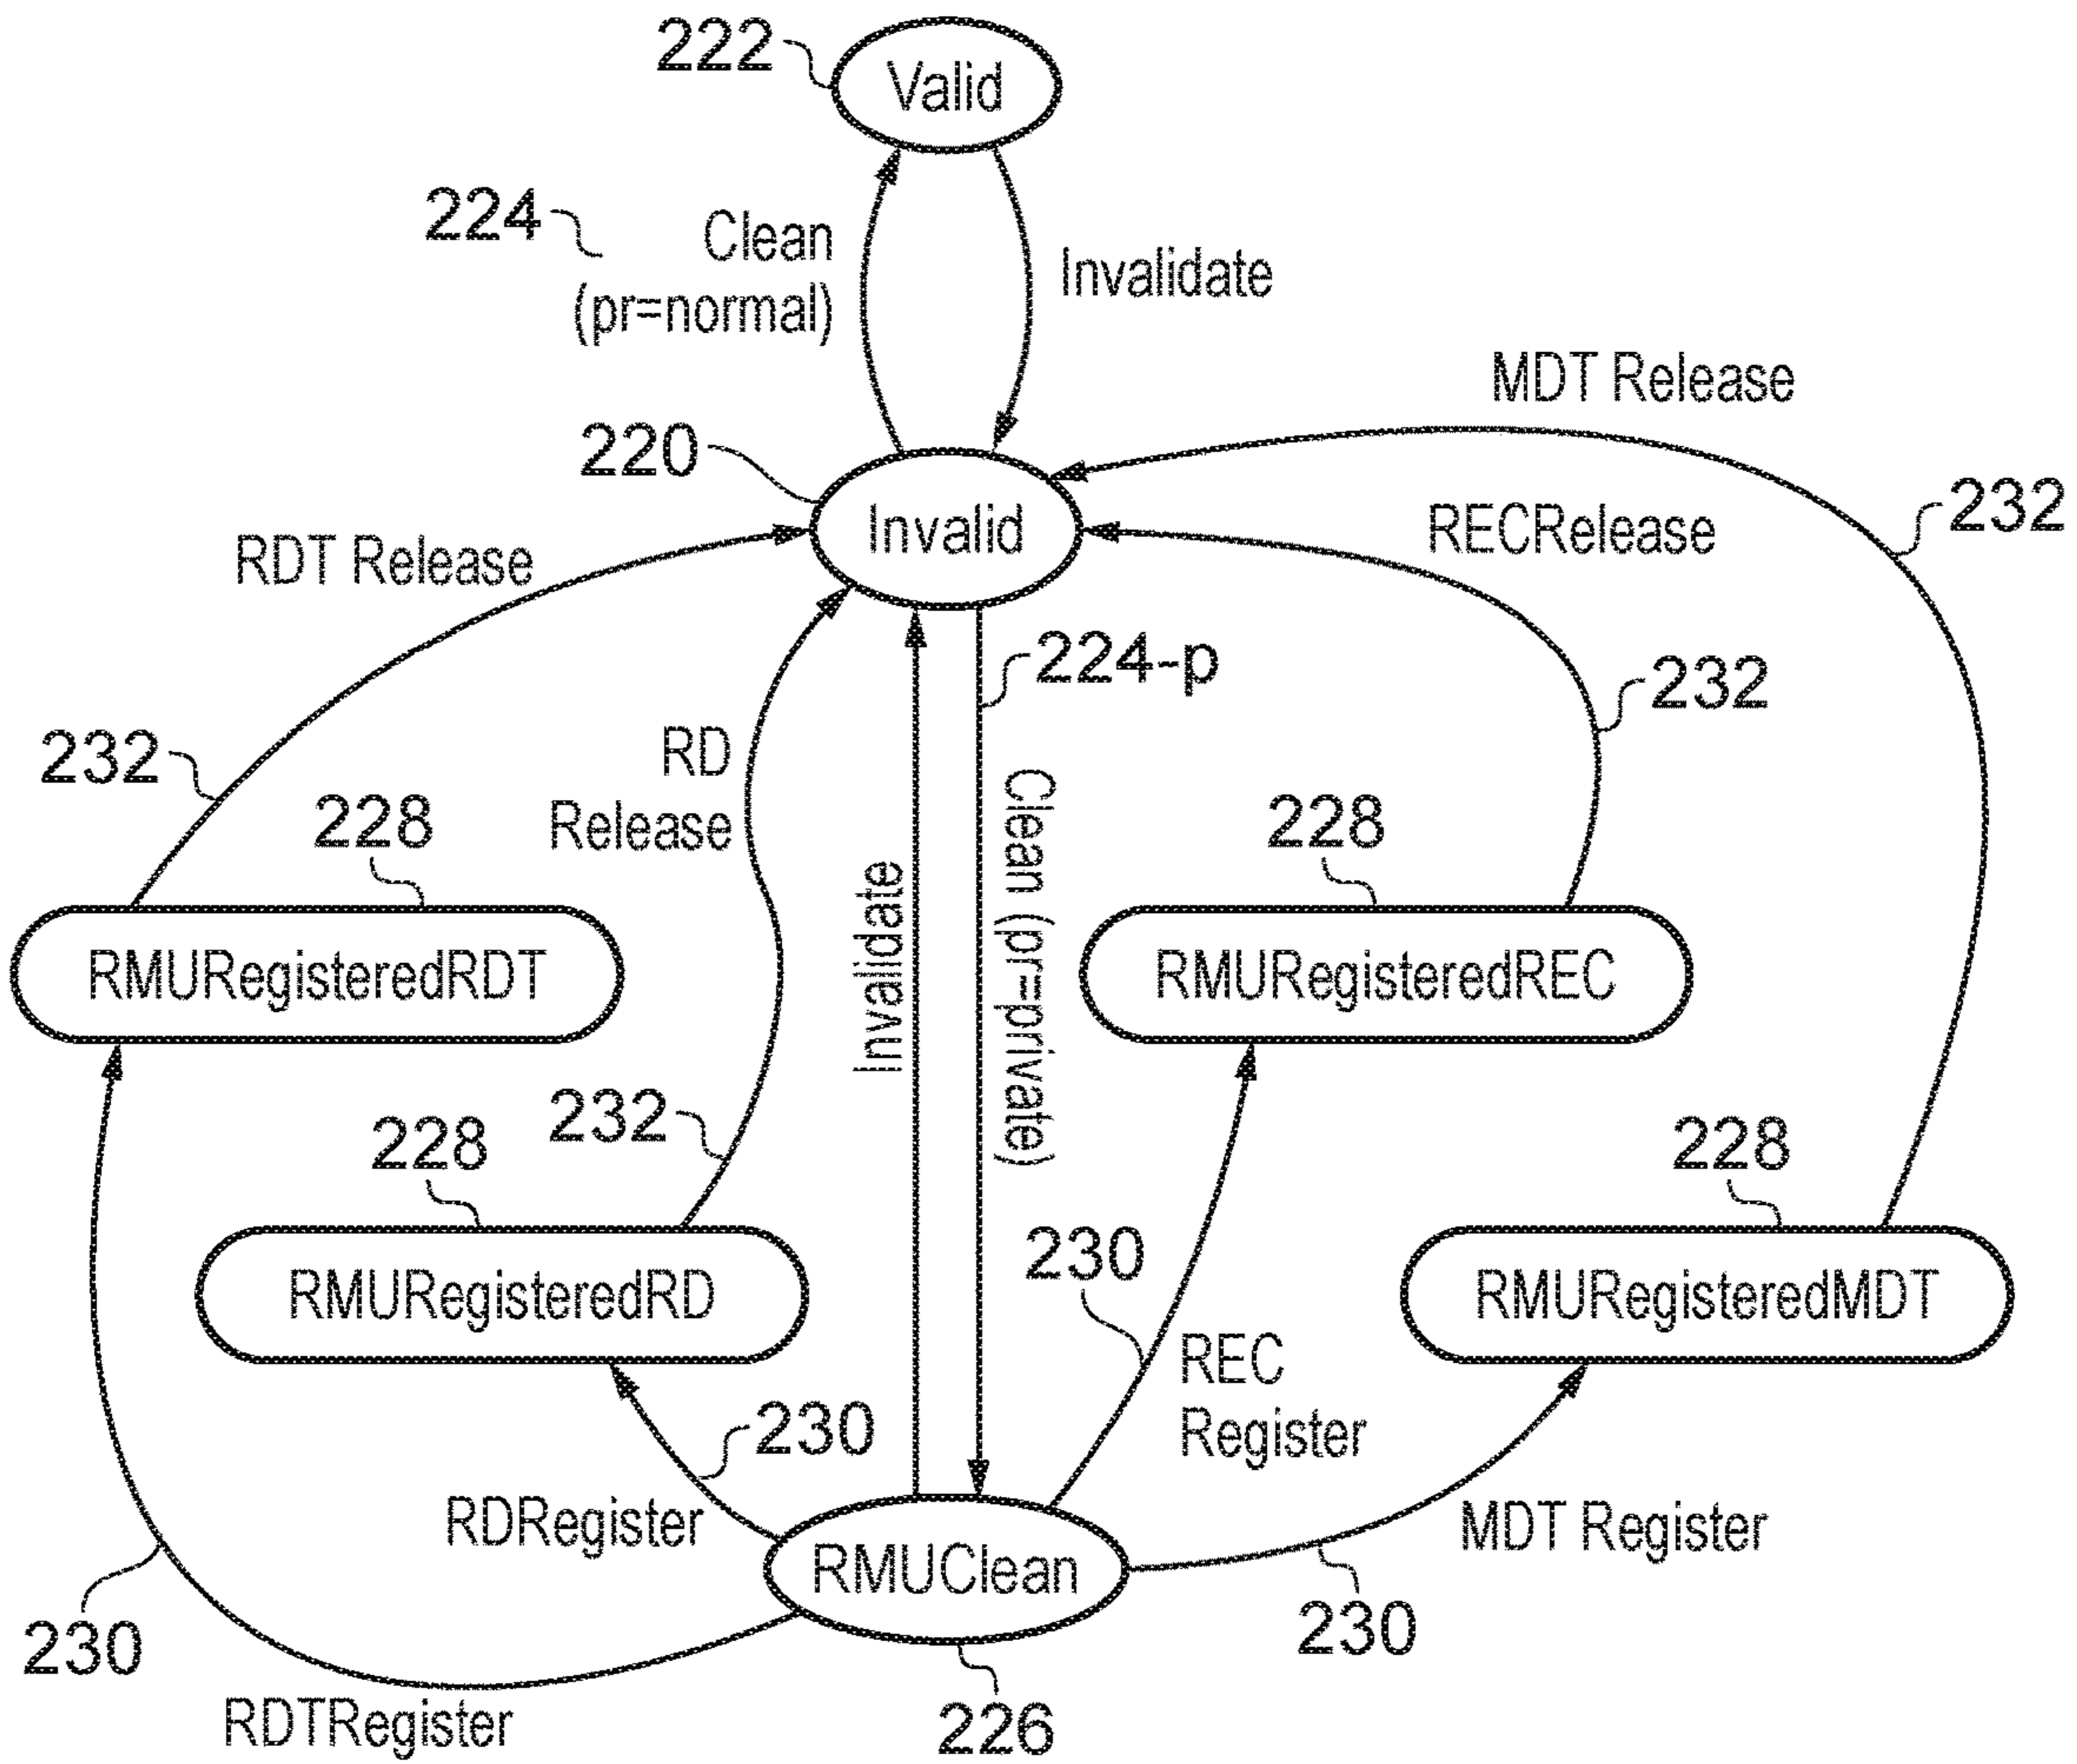 222
Valid
224
Clean
(pr=normal)
Invalidate
MDT Release
220
Invalid
RECRelease
232
RDT Release
224-p
232
RD
Release
232
228
Invalidate
Clean (pr=private)
228
RMURegisteredRDT
RMURegisteredREC
232
228
228
RMURegisteredRD
230
RMURegisteredMDT
REC
Register
230
RDRegister
MDT Register
RMUClean
230
230
RDTRegister
226